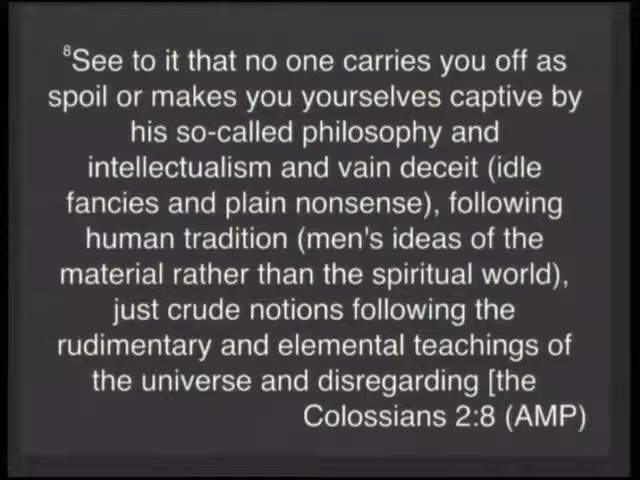 ⁸See to it that no one carries you off as
spoil or makes you yourselves captive by
his so-called philosophy and
intellectualism and vain deceit (idle
fancies and plain nonsense), following
human tradition (men's ideas of the
material rather than the spiritual world),
just crude notions following the
rudimentary and elemental teachings of
the universe and disregarding [the
Colossians 2:8 (AMP)